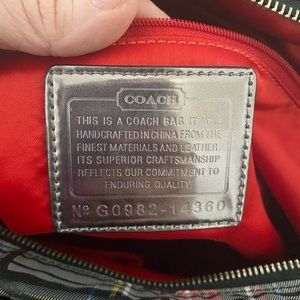 COACH
THIS IS A COACH BAG. IT WAS
HANDCRAFTED IN CHINA FROM THE
FINEST MATERIALS AND LEATHER.
ITS SUPERIOR CRAFTSMANSHIP
REFLECTS OUR COMMITMENT TO
ENDURING QUALITY.
Nº G0982-14360